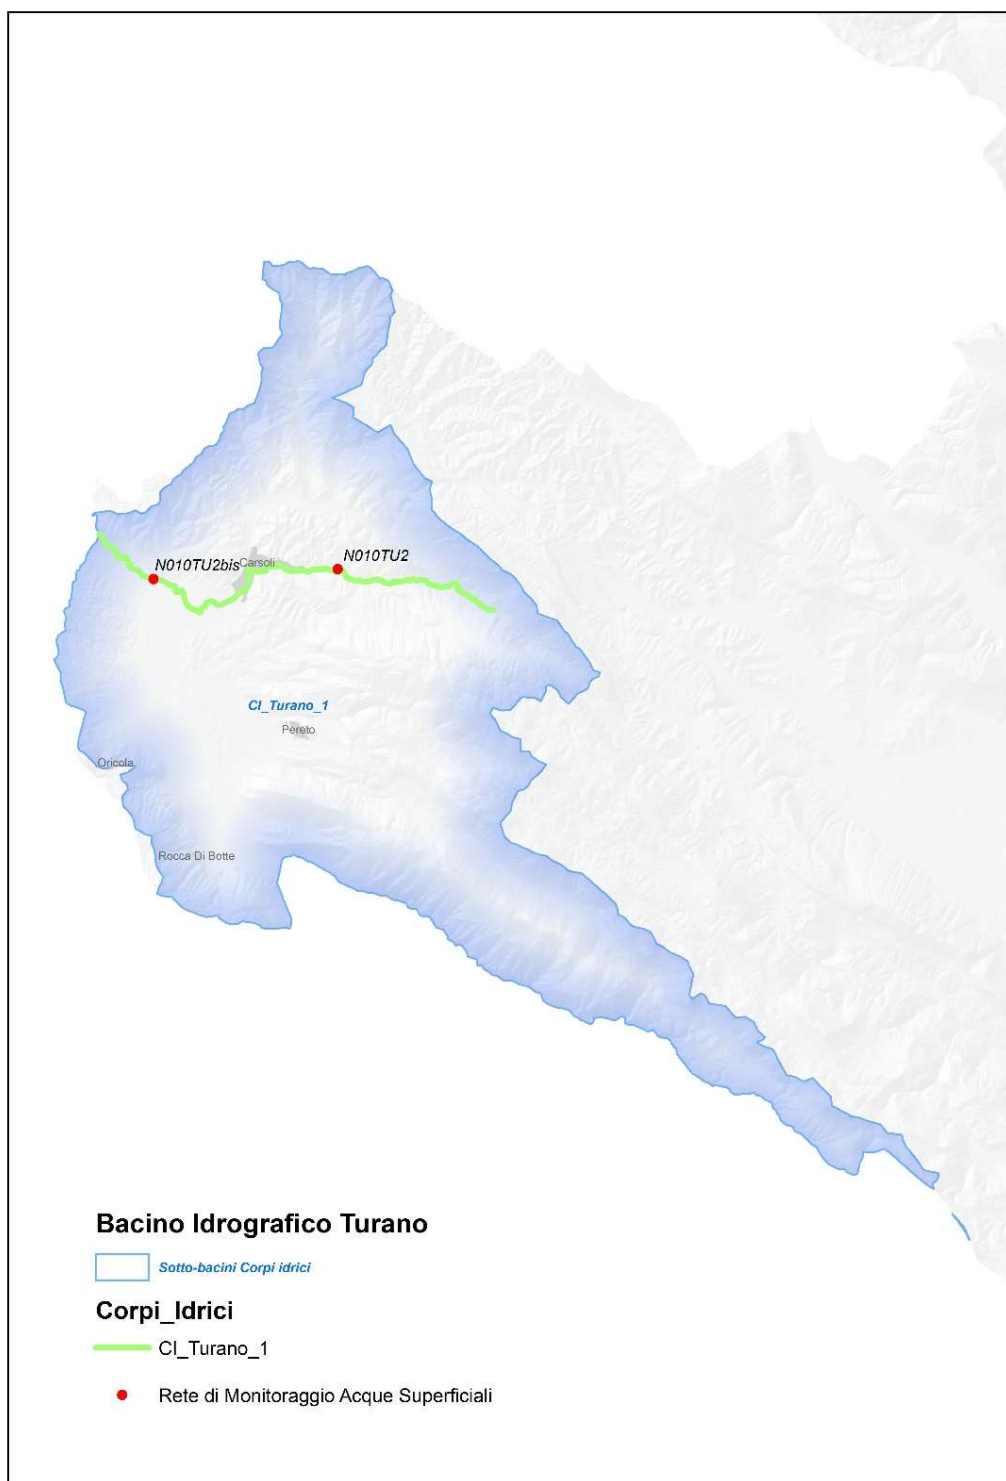 N010TU2
N010TU2bis
Carsoli
CI_Turano_1
Pereto
Oricola
Rocca Di Botte
Bacino Idrografico Turano
Sotto-bacini Corpi idrici
Corpi_Idrici
CI_Turano_1
Rete di Monitoraggio Acque Superficiali